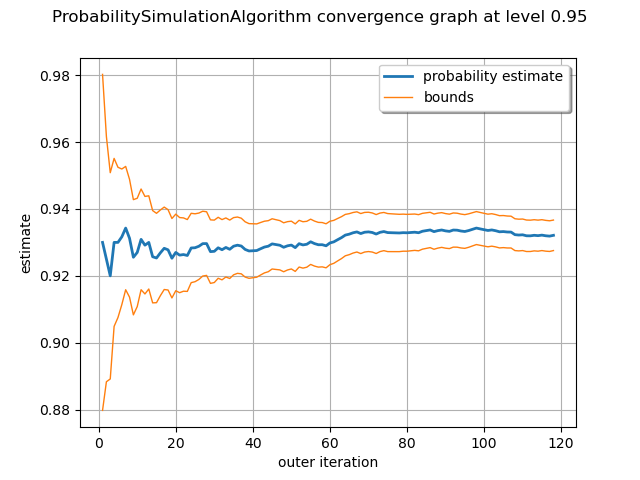 ProbabilitySimulationAlgorithm convergence graph at level 0.95
probability estimate
bounds
0.98
0.96
0.94
0.92
0.90
0.88
estimate
0 20 40 60 80 100 120
outer iteration